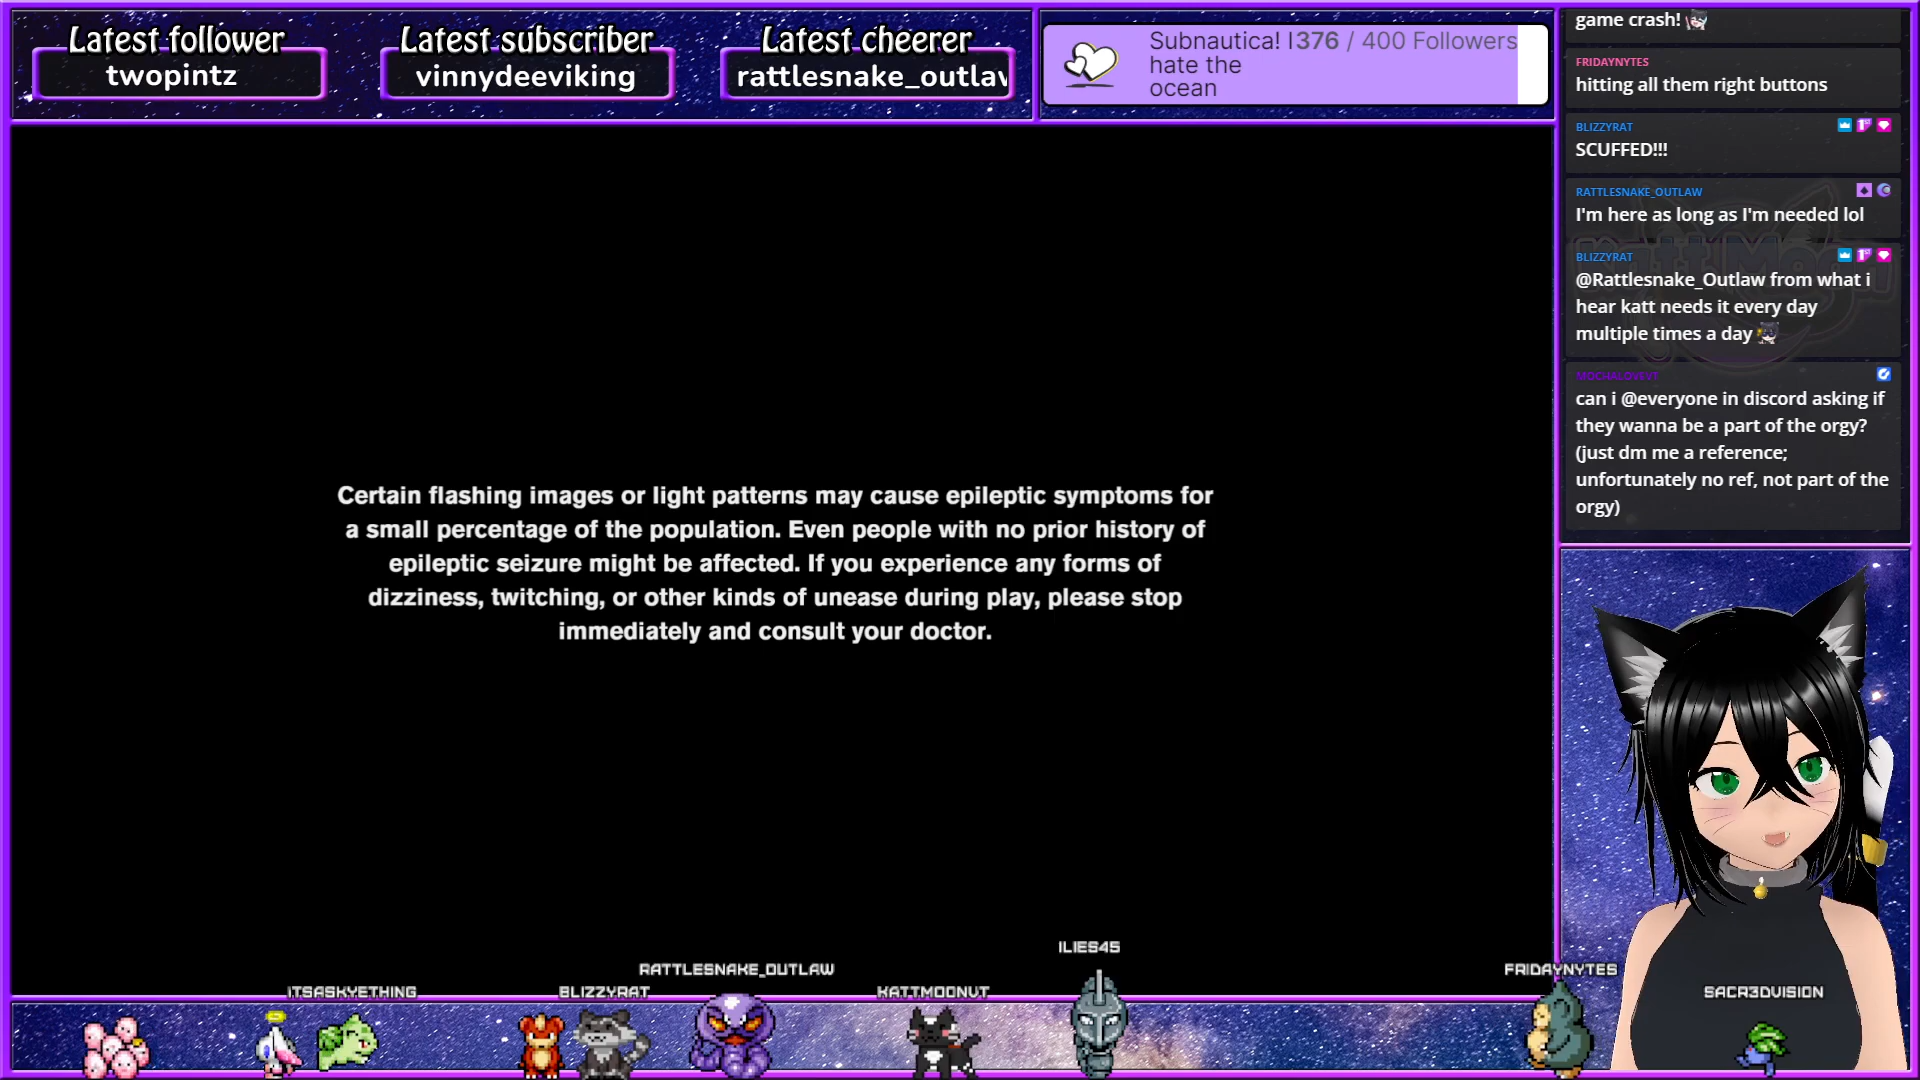 Latest follower
twopintz
Latest subscriber
vinnydeeviking
Latest cheerer
rattlesnake_outlaw
Subnautica! I
hate the
ocean
376 / 400 Followers
game crash!
FRIDAYNYTES
hitting all them right buttons
BLIZZYRAT
SCUFFED!!!
RATTLESNAKE_OUTLAW
I'm here as long as I'm needed lol
BLIZZYRAT
@Rattlesnake_Outlaw from what i
hear katt needs it every day
multiple times a day
MOCHALOVEVT
can i @everyone in discord asking if
they wanna be a part of the orgy?
(just dm me a reference;
unfortunately no ref, not part of the
orgy)
Certain flashing images or light patterns may cause epileptic symptoms for
a small percentage of the population. Even people with no prior history of
epileptic seizure might be affected. If you experience any forms of
dizziness, twitching, or other kinds of unease during play, please stop
immediately and consult your doctor.
ITSASKYETHING
BLIZZYRAT
RATTLESNAKE_OUTLAW
KATTMOONVT
ILIES45
FRIDAYNYTES
SACR3DVISION